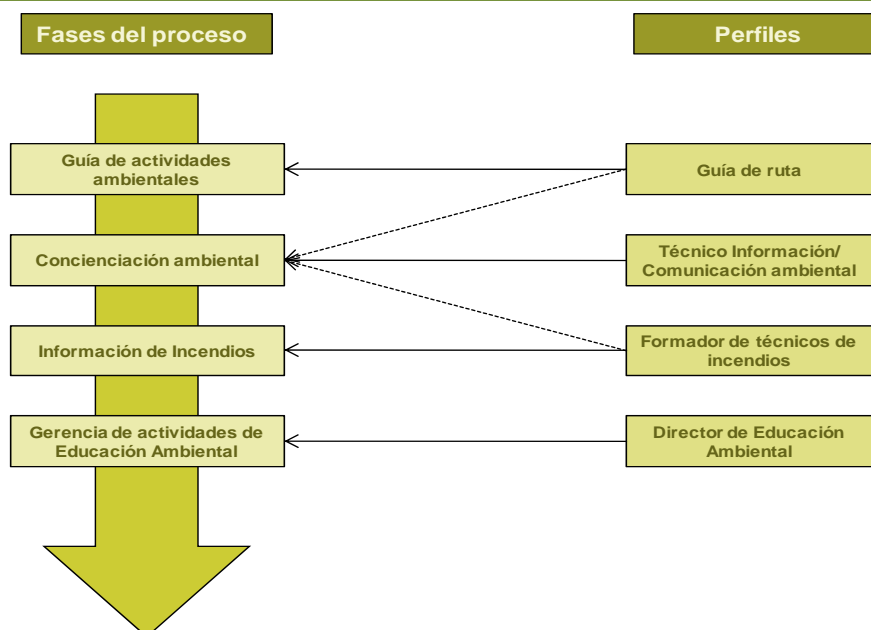 Fases del proceso
Perfiles
Guía de actividades
ambientales
Guía de ruta
Concienciación ambiental
Técnico Información/
Comunicación ambiental
Información de Incendios
Formador de técnicos de
incendios
Gerencia de actividades de
Educación Ambiental
Director de Educación
Ambiental